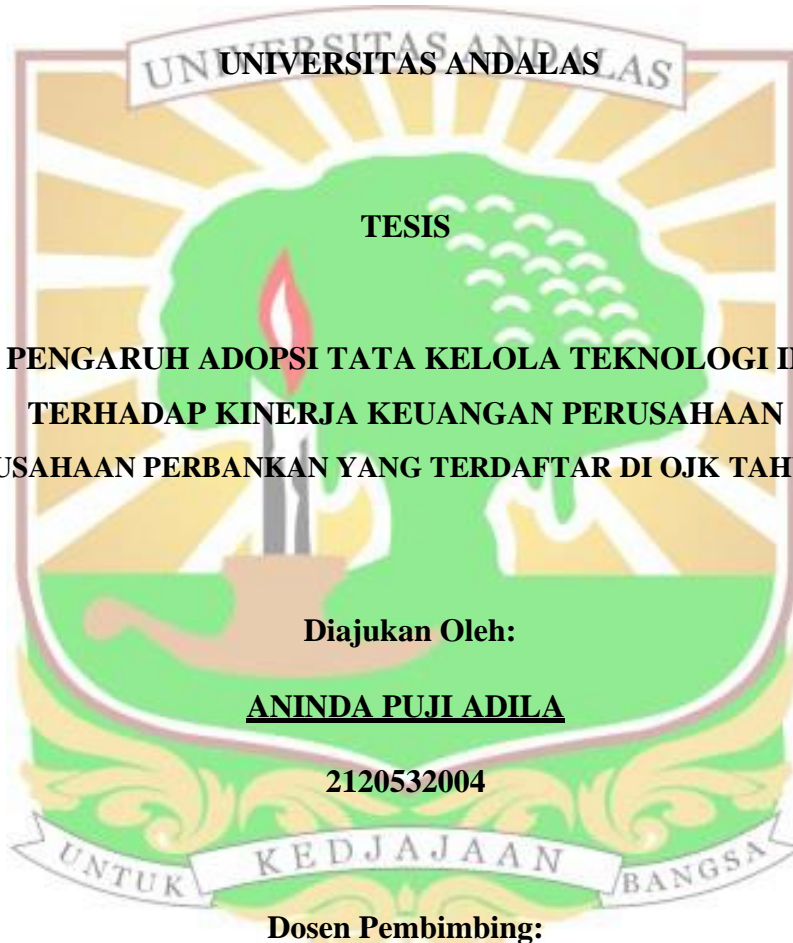 UNIVERSITAS ANDALAS
UNIVERSITAS ANDALAS
TESIS
PENGARUH ADOPSI TATA KELOLA TEKNOLOGI
TERHADAP KINERJA KEUANGAN PERUSAHAAN
PERBANKAN YANG TERDAFTAR DI OJK
Diajukan Oleh:
ANINDA PUJI ADILA
2120532004
UNTUK KEDJAJAAN BANGSA
Dosen Pembimbing: